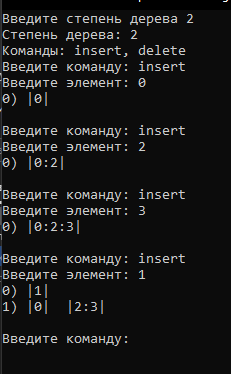 Введите степень дерева 2
Степень дерева: 2
Команды: insert, delete
Введите команду: insert
Введите элемент: 0
0) |0|
Введите команду: insert
Введите элемент: 2
0) |0:2|
Введите команду: insert
Введите элемент: 3
0) |0:2:3|
Введите команду: insert
Введите элемент: 1
0) |1|
1) |0|  |2:3|
Введите команду: